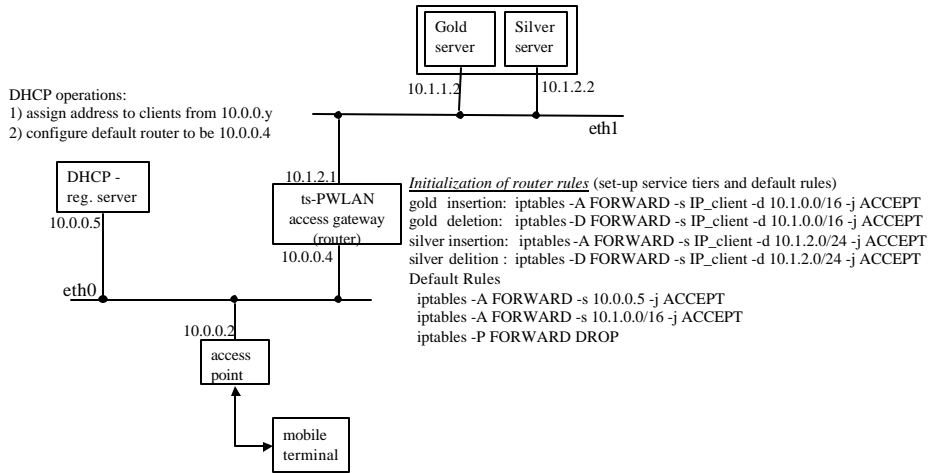 Gold
server
Silver
server
10.1.1.2
10.1.2.2
eth1
DHCP operations:
1) assign address to clients from 10.0.0.y
2) configure default router to be 10.0.0.4
DHCP -
reg. server
10.0.0.5
10.1.2.1
ts-PWLAN
access gateway
(router)
10.0.0.4
Initialization of router rules (set-up service tiers and default rules)
gold insertion: iptables -A FORWARD -s IP_client -d 10.1.0.0/16 -j ACCEPT
gold deletion: iptables -D FORWARD -s IP_client -d 10.1.0.0/16 -j ACCEPT
silver insertion: iptables -A FORWARD -s IP_client -d 10.1.2.0/24 -j ACCEPT
silver delition : iptables -D FORWARD -s IP_client -d 10.1.2.0/24 -j ACCEPT
Default Rules
iptables -A FORWARD -s 10.0.0.5 -j ACCEPT
iptables -A FORWARD -s 10.1.0.0/16 -j ACCEPT
iptables -P FORWARD DROP
eth0
10.0.0.2
access
point
mobile
terminal